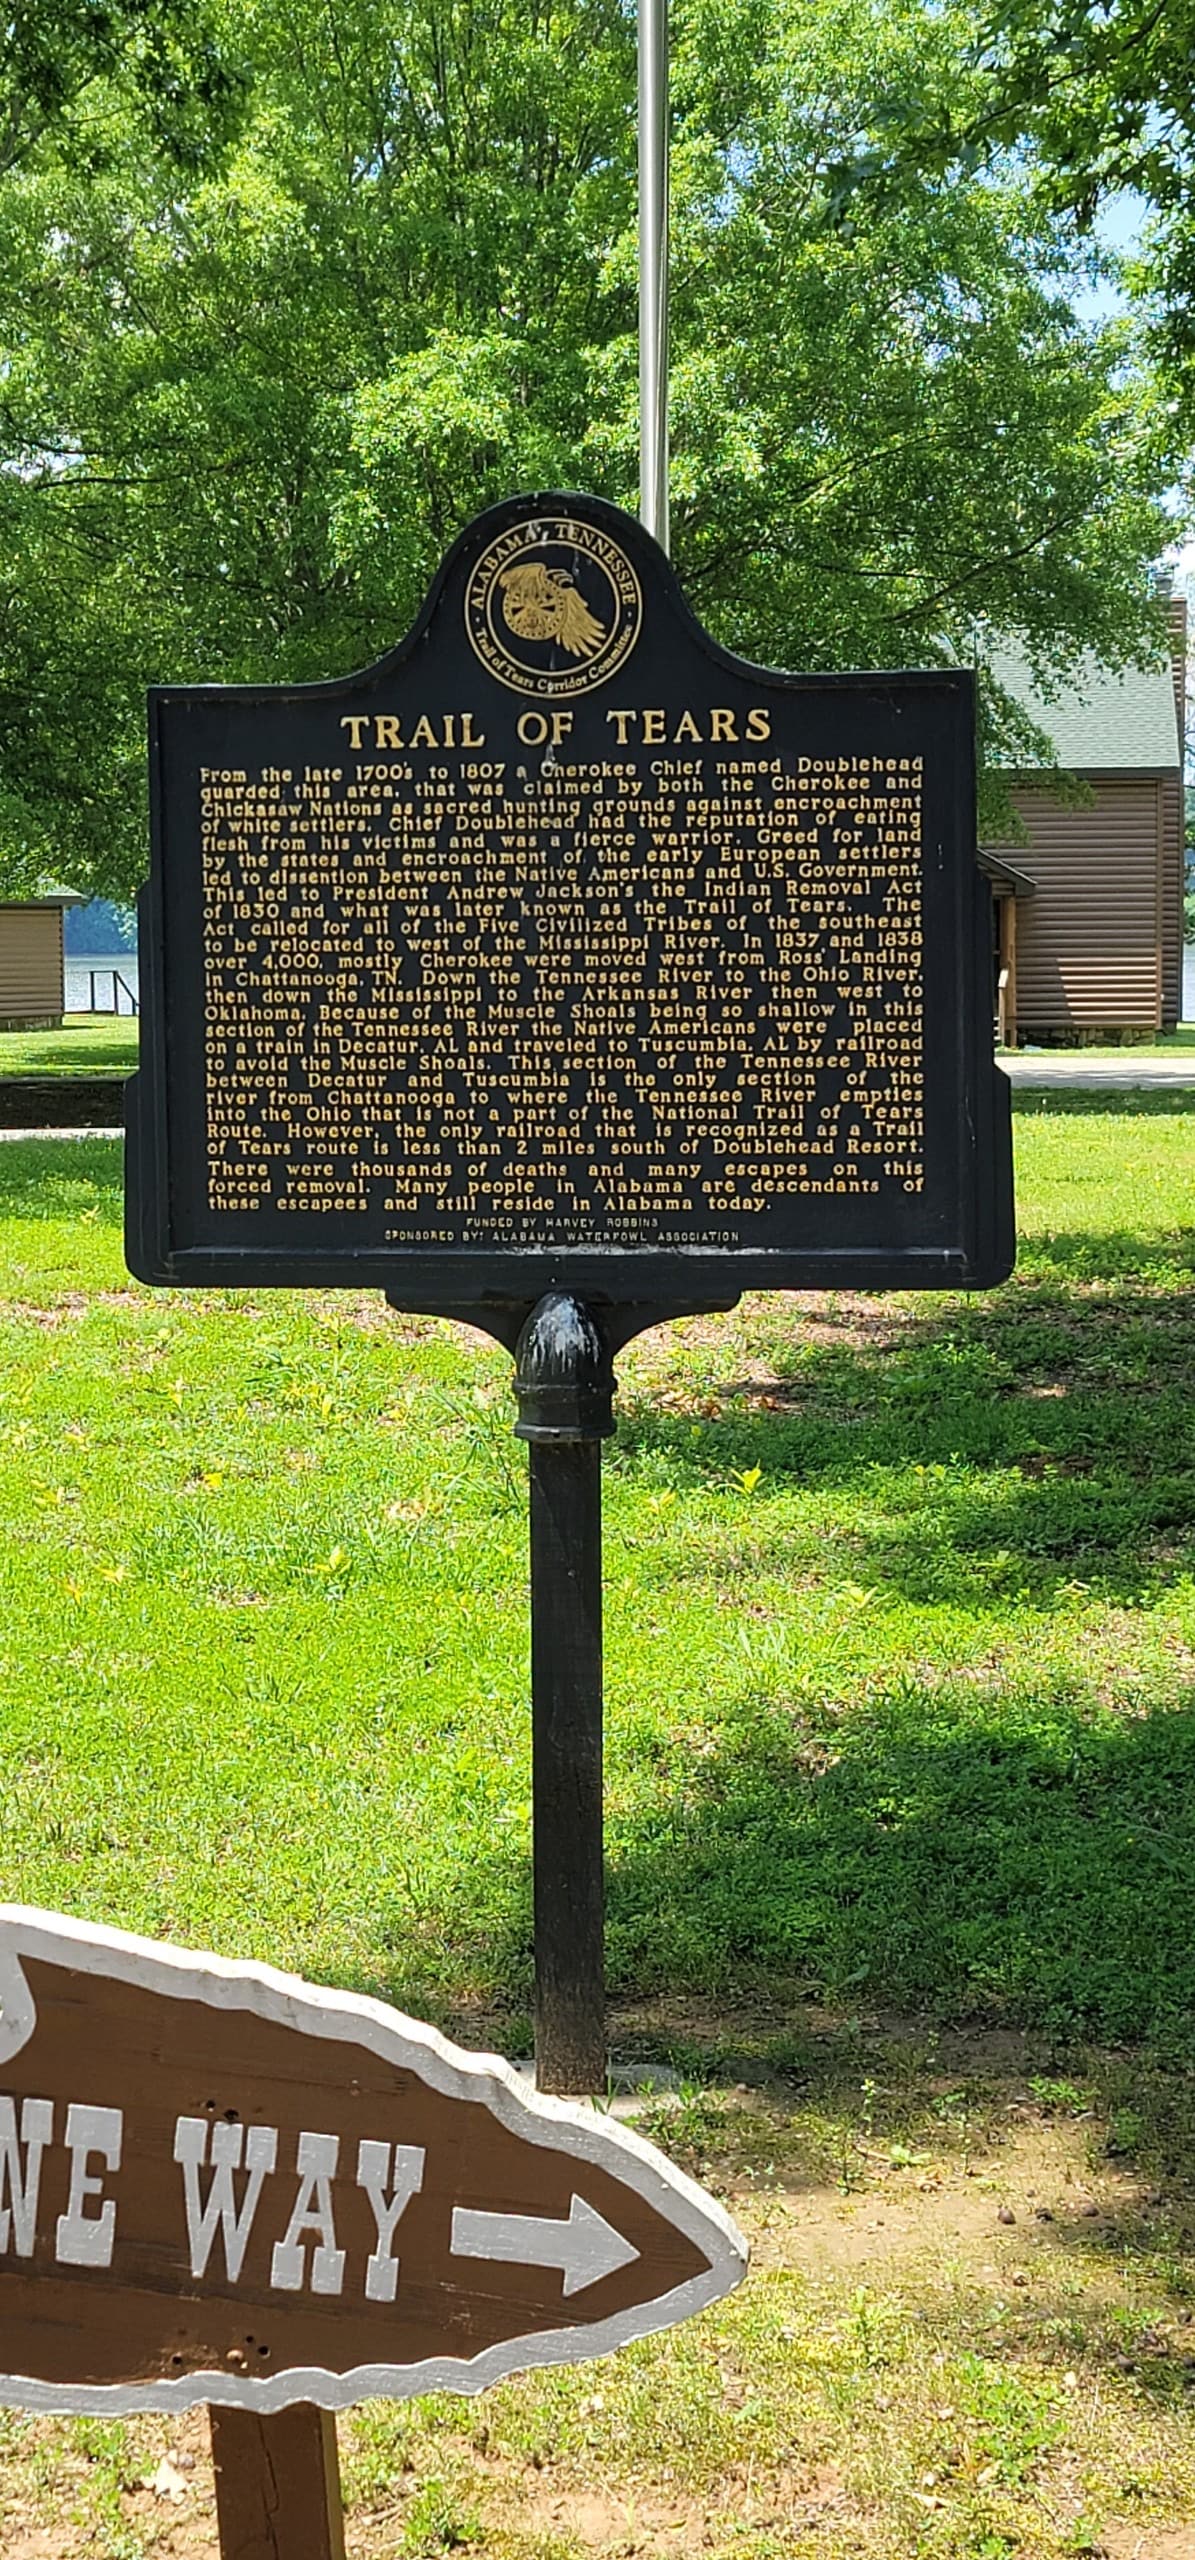 ALABAMA TENNESSEE
Trail of Tears Corridor Committee
TRAIL OF TEARS
From the late 1700's to 1807 a Cherokee Chief named Doublehead
guarded this area, that was claimed by both the Cherokee and
Chickasaw Nations as sacred hunting grounds against encroachment
of white settlers. Chief Doublehead had the reputation of eating
flesh from his victims and was a fierce warrior. Greed for land
by the states and encroachment of the early European settlers
led to dissention between the Native Americans and U.S. Government.
This led to President Andrew Jackson's the Indian Removal Act
of 1830 and what was later known as the Trail of Tears. The
Act called for all of the Five Civilized Tribes of the southeast
to be relocated to west of the Mississippi River. In 1837 and 1838
over 4,000, mostly Cherokee were moved west from Ross' Landing
in Chattanooga, TN. Down the Tennessee River to the Ohio River,
then down the Mississippi to the Arkansas River then west to
Oklahoma. Because of the Muscle Shoals being so shallow in this
section of the Tennessee River the Native Americans were placed
on a train in Decatur, AL and traveled to Tuscumbia, AL by railroad
to avoid the Muscle Shoals. This section of the Tennessee River
between Decatur and Tuscumbia is the only section of the
river from Chattanooga to where the Tennessee River empties
into the Ohio that is not a part of the National Trail of Tears
Route. However, the only railroad that is recognized as a Trail
of Tears route is less than 2 miles south of Doublehead Resort.
There were thousands of deaths and many escapes on this
forced removal. Many people in Alabama are descendants of
these escapees and still reside in Alabama today.
FUNDED BY HARVEY ROBBINS
SPONSORED BY: ALABAMA WATERFOWL ASSOCIATION
NE WAY